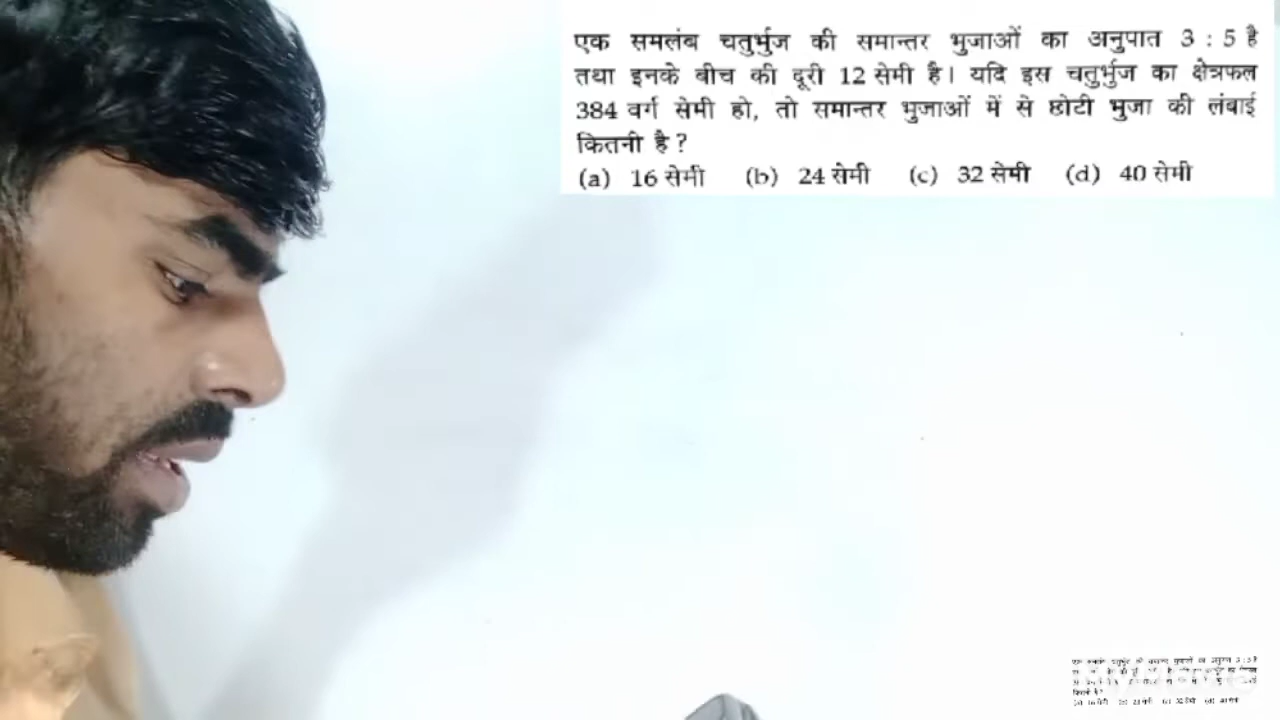 एक समलंब चतुर्भुज की समान्तर भुजाओं का अनुपात 3 : 5 है
तथा इनके बीच की दूरी 12 सेमी है। यदि इस चतुर्भुज का क्षेत्रफल
384 वर्ग सेमी हो, तो समान्तर भुजाओं में से छोटी भुजा की लंबाई
कितनी है ?
(a) 16 सेमी (b) 24 सेमी (c) 32 सेमी (d) 40 सेमी